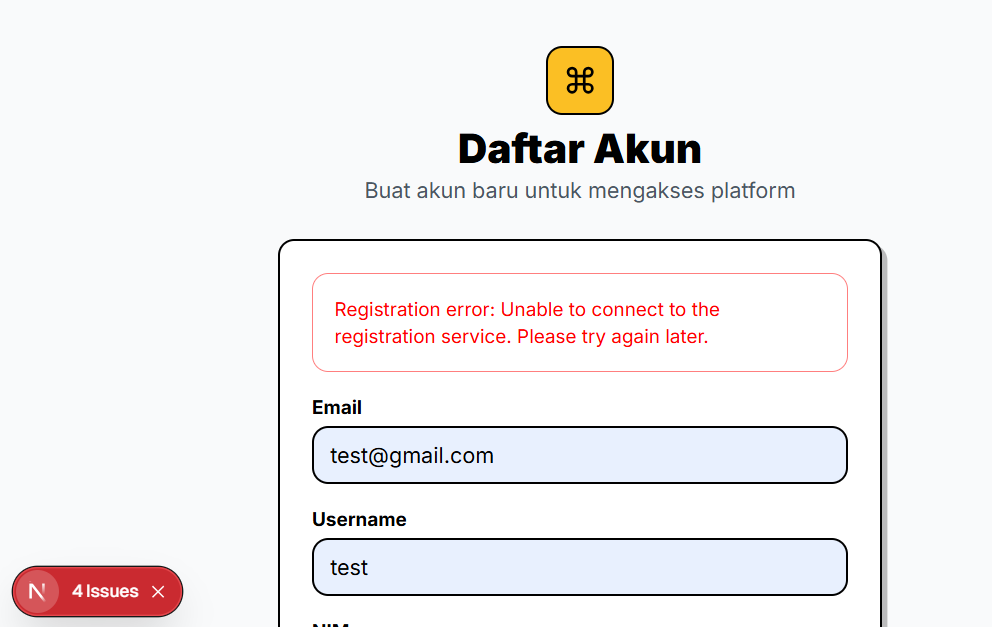 ⌘
Daftar Akun
Buat akun baru untuk mengakses platform
Registration error: Unable to connect to the
registration service. Please try again later.
Email
test@gmail.com
Username
test
N 4 Issues ×
NIM